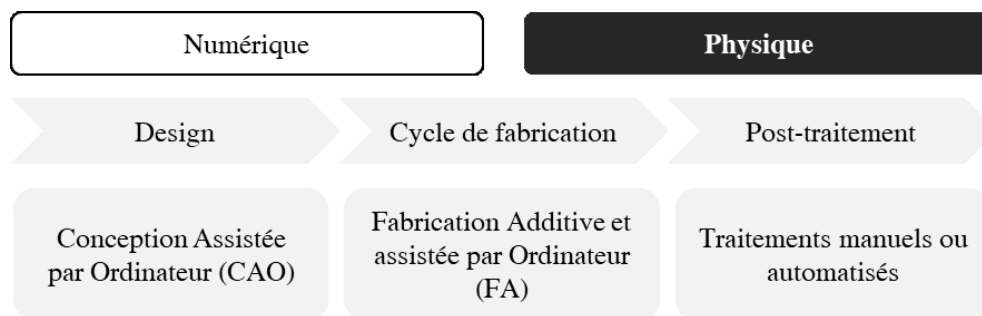 Numérique
Physique
Design
Cycle de fabrication
Post-traitement
Conception Assistée
par Ordinateur (CAO)
Fabrication Additive et
assistée par Ordinateur
(FA)
Traitements manuels ou
automatisés